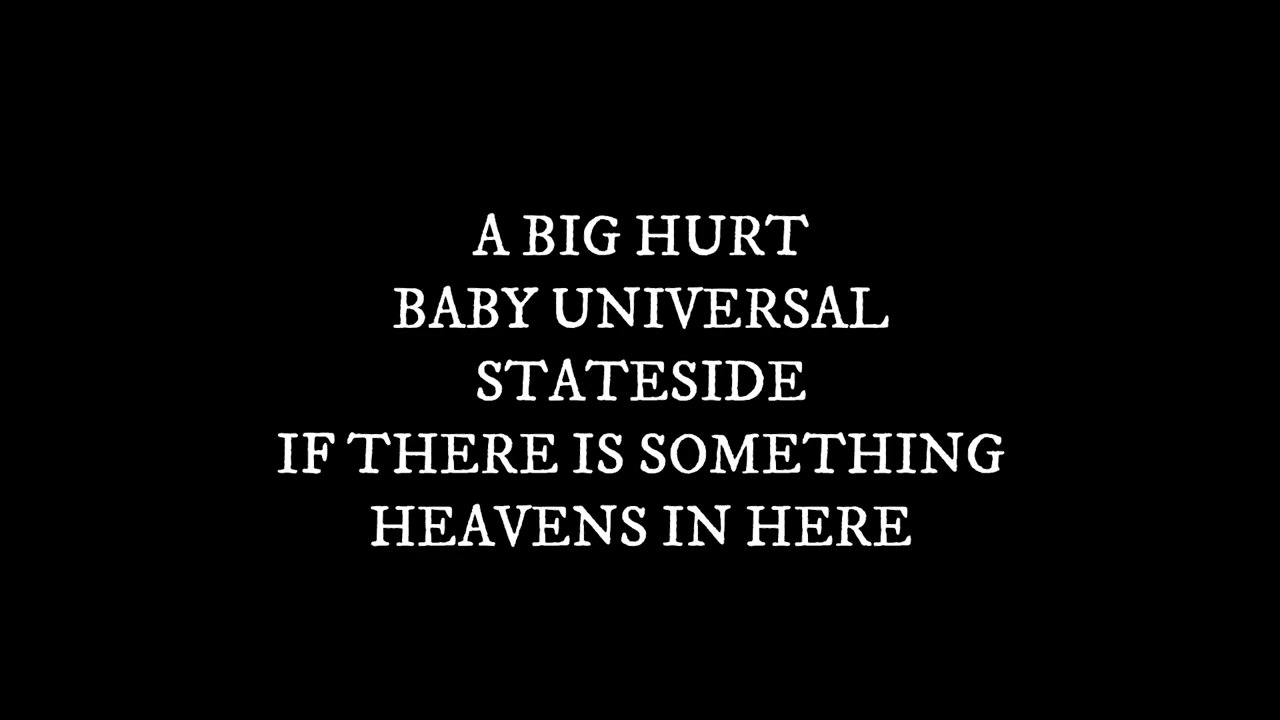 A BIG HURT
BABY UNIVERSAL
STATESIDE
IF THERE IS SOMETHING
HEAVENS IN HERE